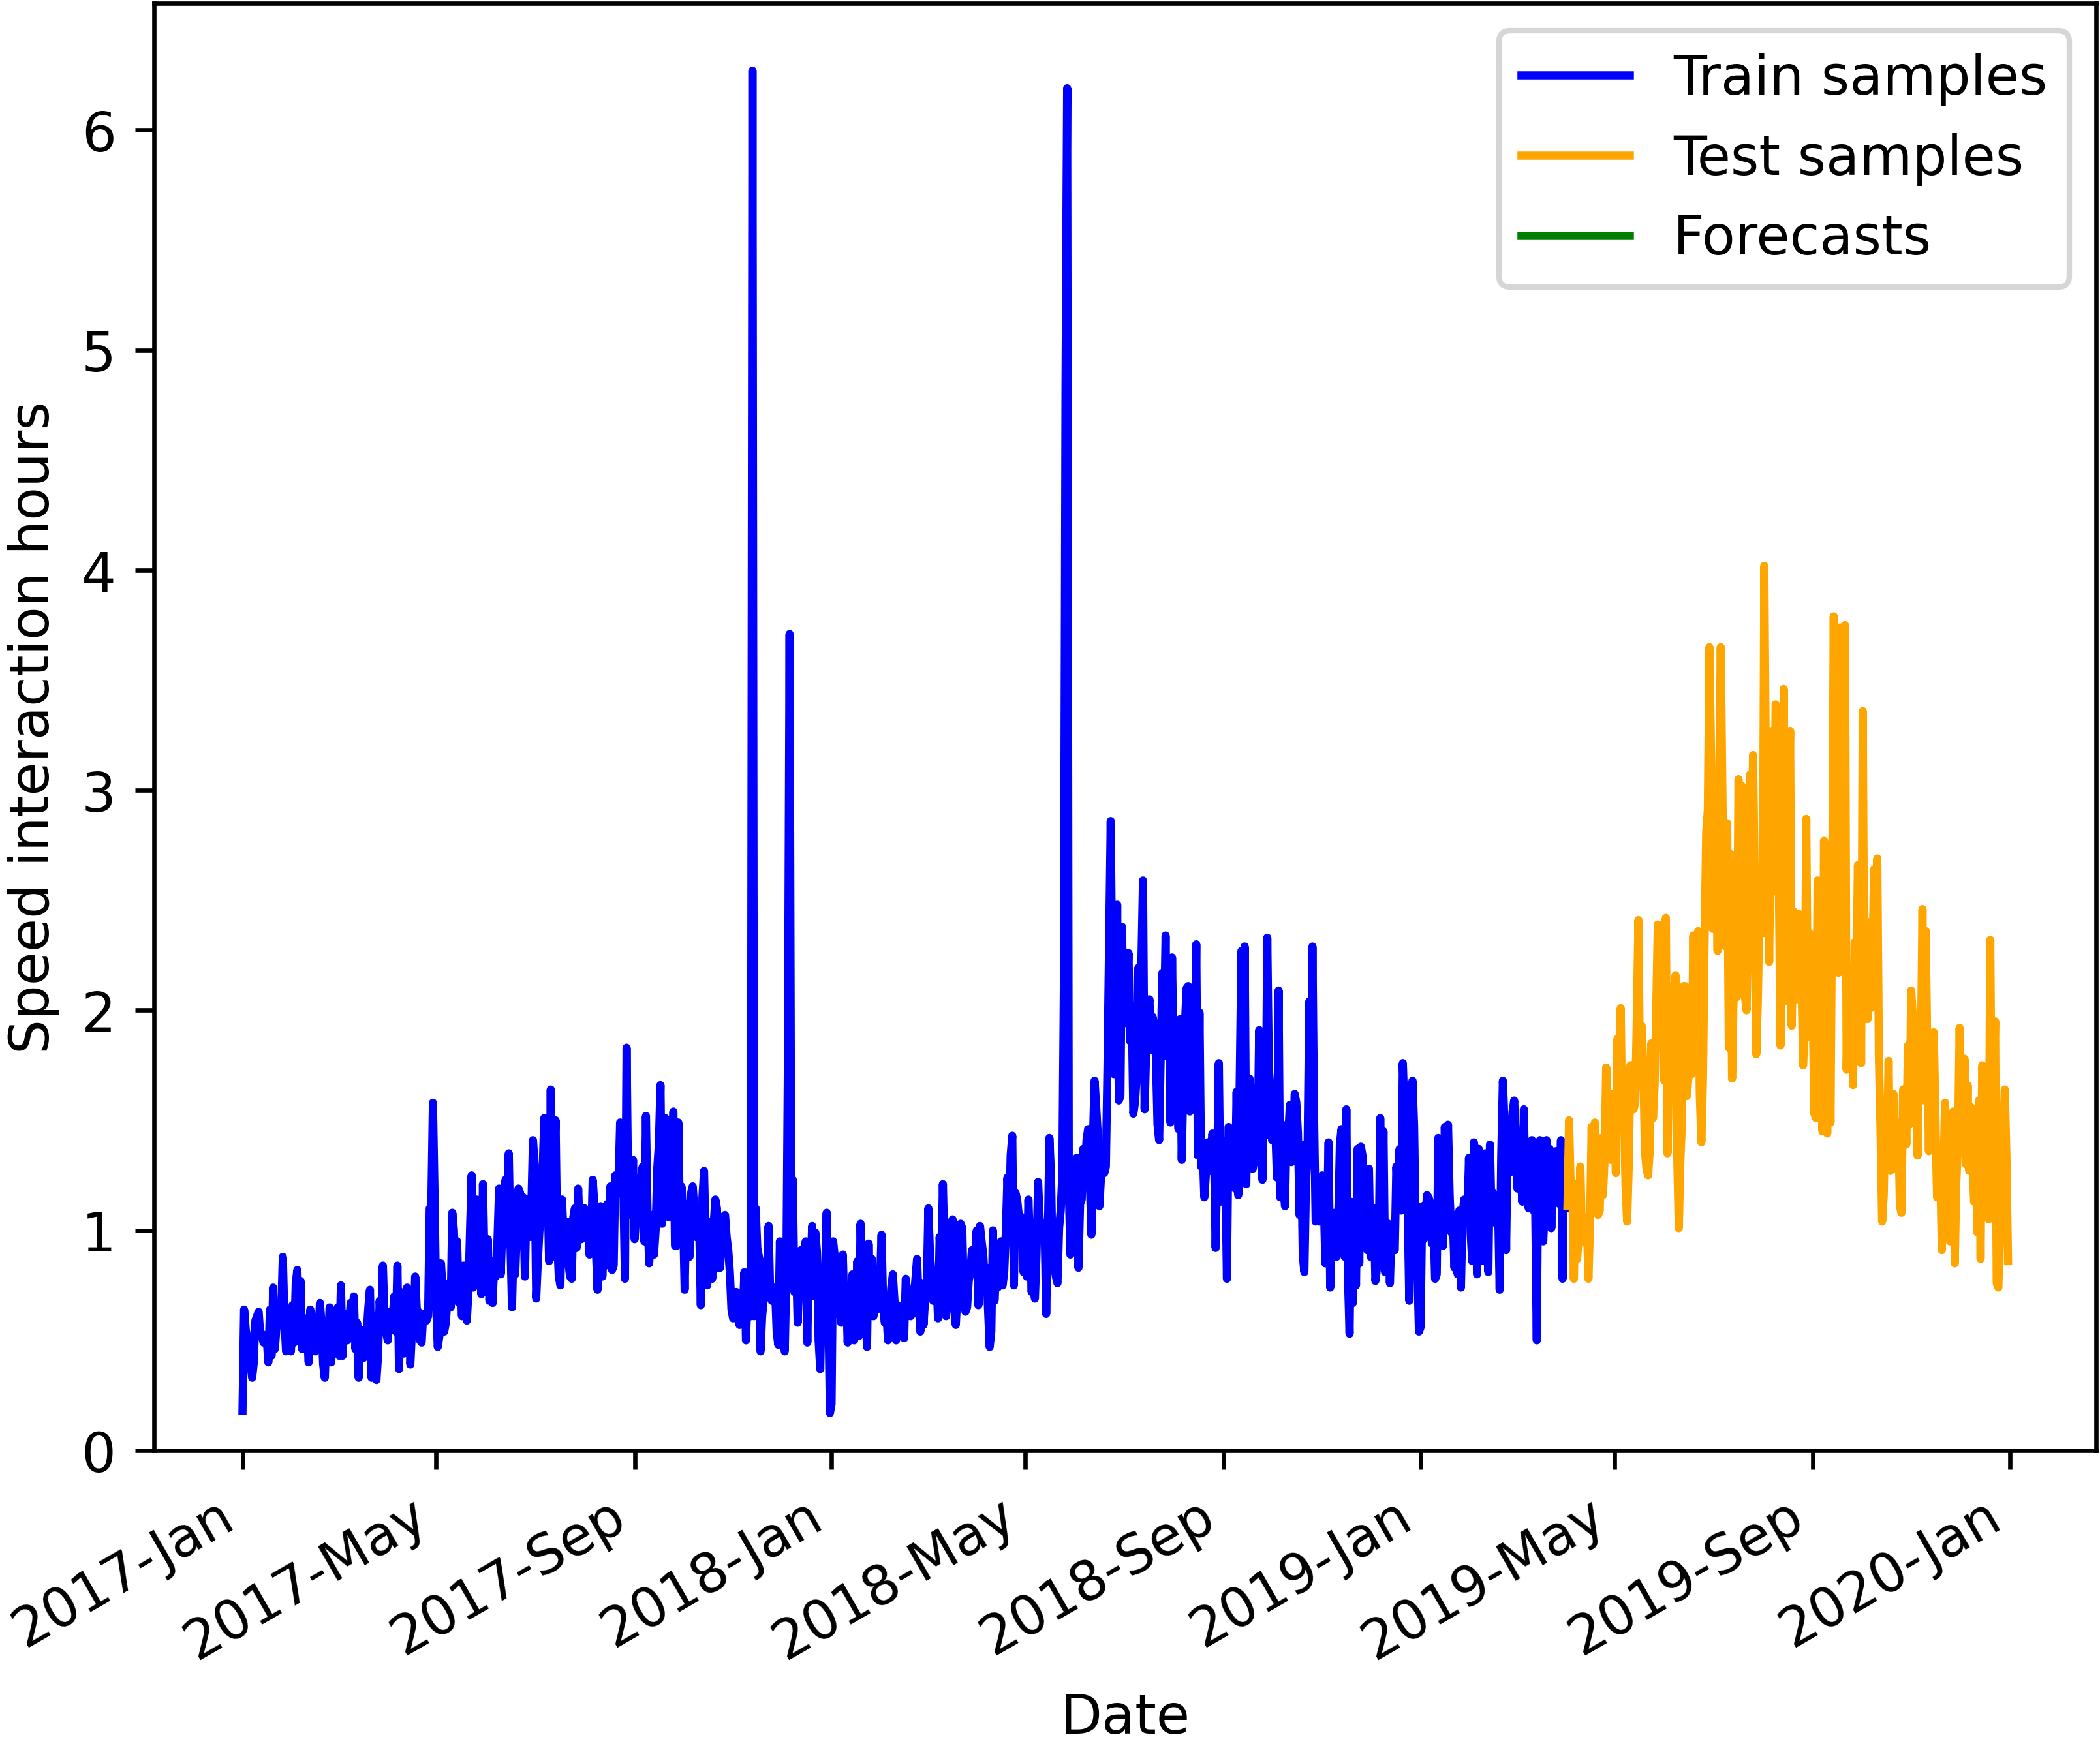 Train samples
Test samples
Forecasts
Speed interaction hours
6
5
4
3
2
1
0
2017-Jan
2017-May
2017-Sep
2018-Jan
2018-May
2018-Sep
2019-Jan
2019-May
2019-Sep
2020-Jan
Date